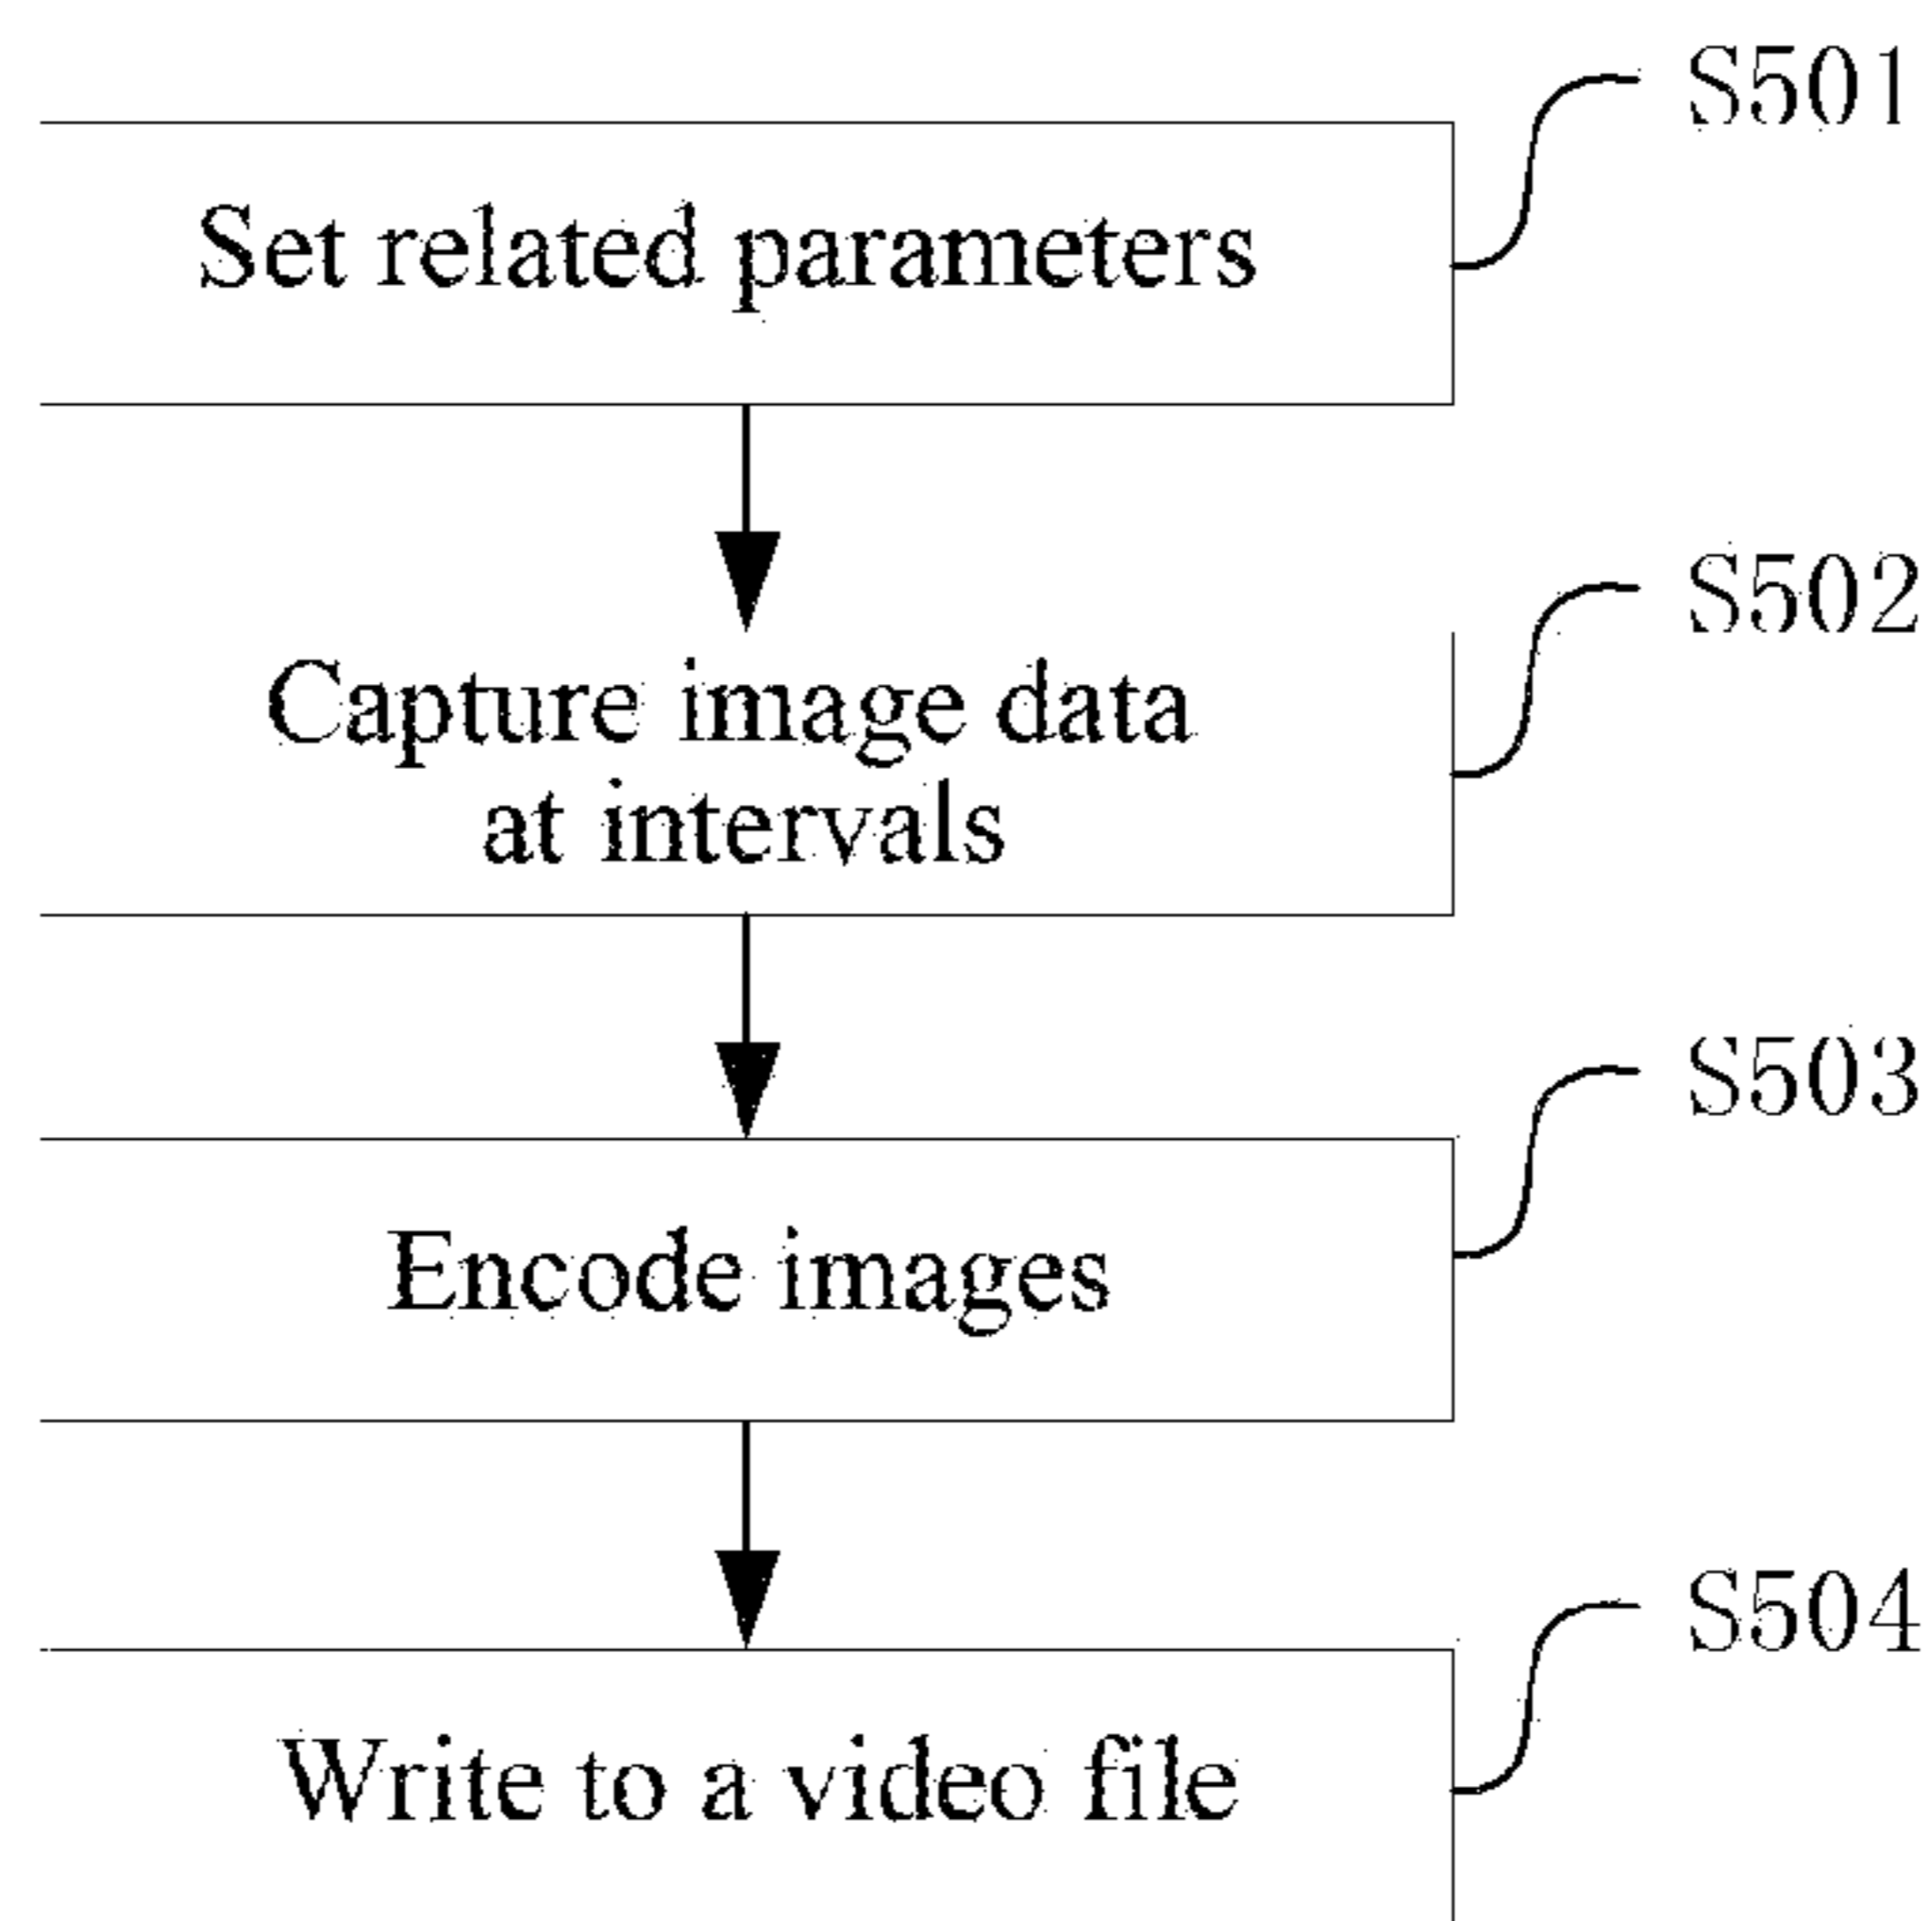 S501
Set related parameters
S502
Capture image data
at intervals
S503
Encode images
S504
Write to a video file